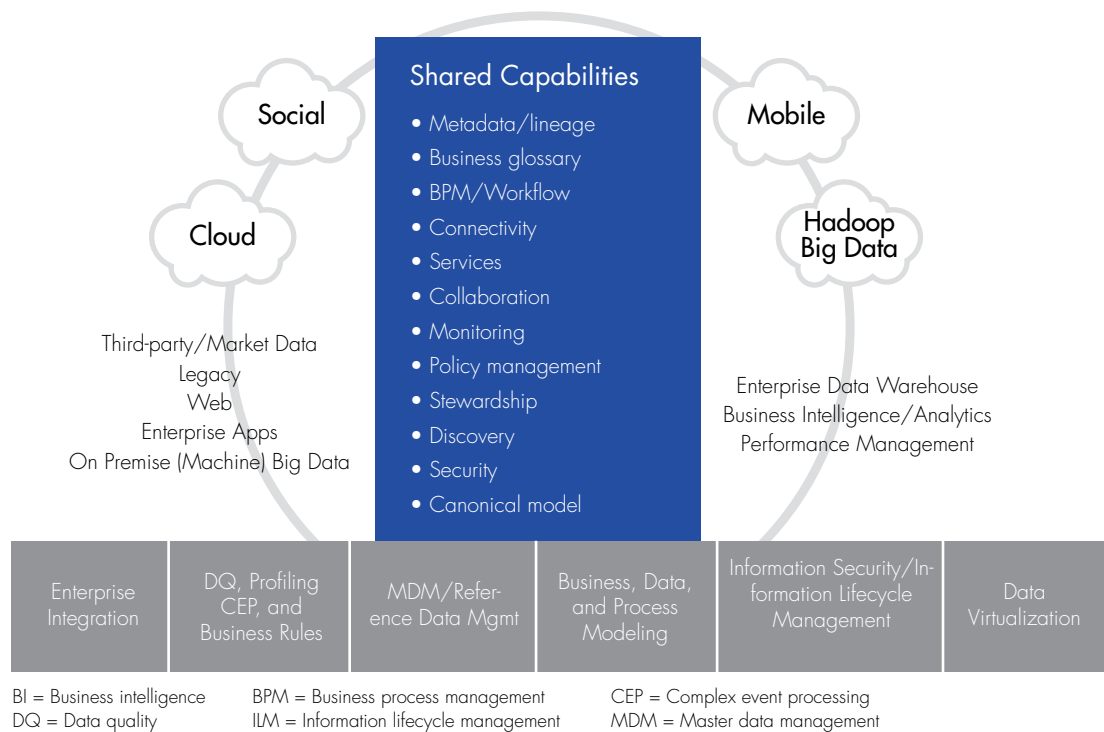 Social
Cloud
Third-party/Market Data
Legacy
Web
Enterprise Apps
On Premise (Machine) Big Data
Shared Capabilities
• Metadata/lineage
• Business glossary
• BPM/Workflow
• Connectivity
• Services
• Collaboration
• Monitoring
• Policy management
• Stewardship
• Discovery
• Security
• Canonical model
Mobile
Hadoop
Big Data
Enterprise Data Warehouse
Business Intelligence/Analytics
Performance Management
Enterprise
Integration
DQ, Profiling
CEP, and
Business Rules
MDM/Refer-
ence Data Mgmt
Business, Data,
and Process
Modeling
Information Security/In-
formation Lifecycle
Management
Data
Virtualization
BI = Business intelligence
BPM = Business process management
CEP = Complex event processing
DQ = Data quality
ILM = Information lifecycle management
MDM = Master data management